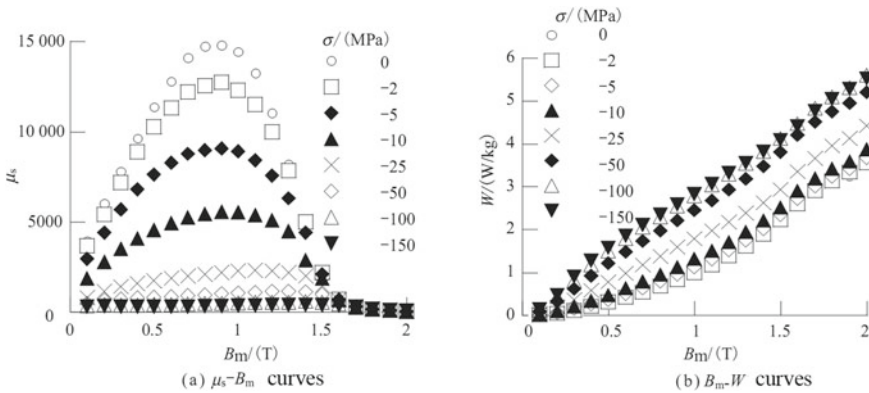 σ/(MPa)
0
−2
−5
−10
−25
−50
−100
−150
15 000
10 000
5000
0
μs
0 0.5 1 1.5 2
Bm/(T)
(a) μs−Bm curves
σ/(MPa)
0
−2
−5
−10
−25
−50
−100
−150
6
5
4
3
2
1
0
W/(W/kg)
0.5 1 1.5 2
Bm/(T)
(b) Bm-W curves